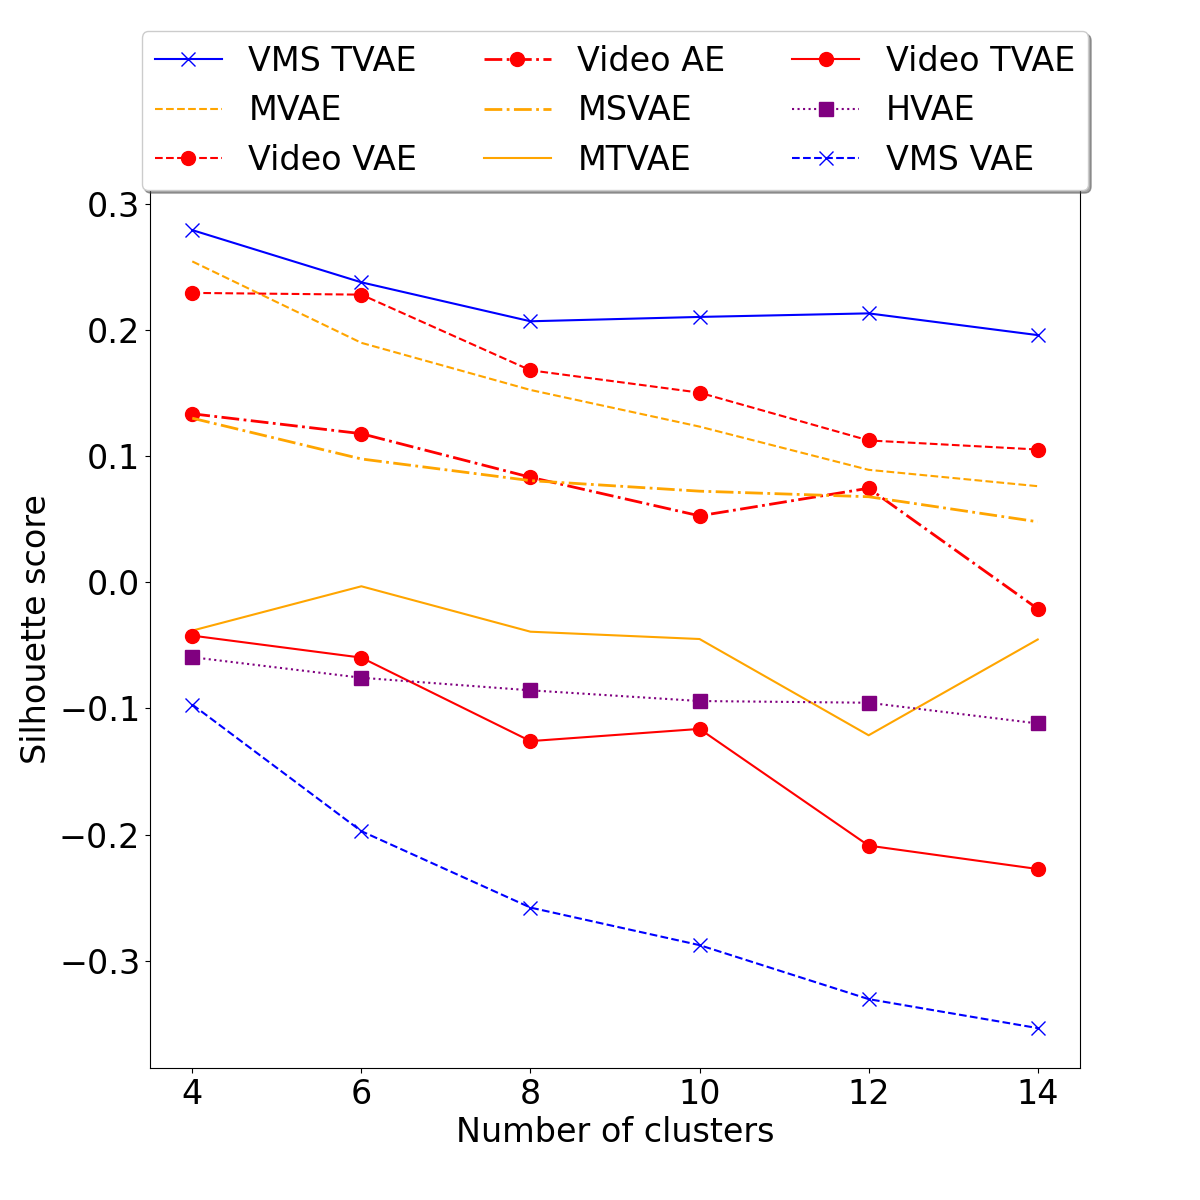 VMS TVAE Video AE Video TVAE
MVAE MSVAE HVAE
Video VAE MTVAE VMS VAE
0.3
0.2
0.1
0.0
−0.1
−0.2
−0.3
Silhouette score
4 6 8 10 12 14
Number of clusters